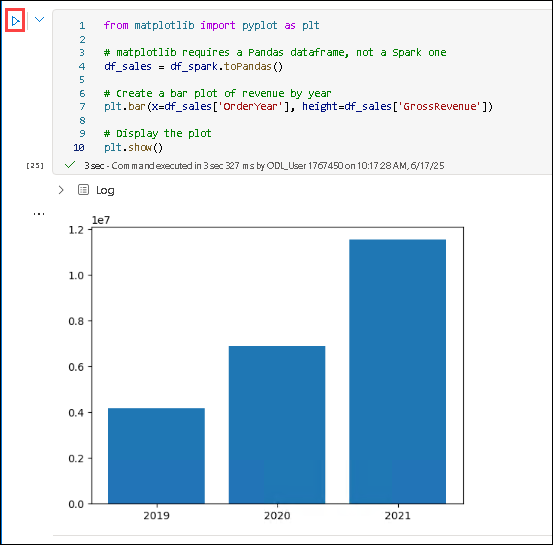 1 from matplotlib import pyplot as plt
2
3 # matplotlib requires a Pandas dataframe, not a Spark one
4 df_sales = df_spark.toPandas()
5
6 # Create a bar plot of revenue by year
7 plt.bar(x=df_sales['OrderYear'], height=df_sales['GrossRevenue'])
8
9 # Display the plot
10 plt.show()
[25] 3 sec - Command executed in 3 sec 327 ms by ODL_User 1767450 on 10:17:28 AM, 6/17/25
Log
...
1e7
1.2
1.0
0.8
0.6
0.4
0.2
0.0
2019 2020 2021